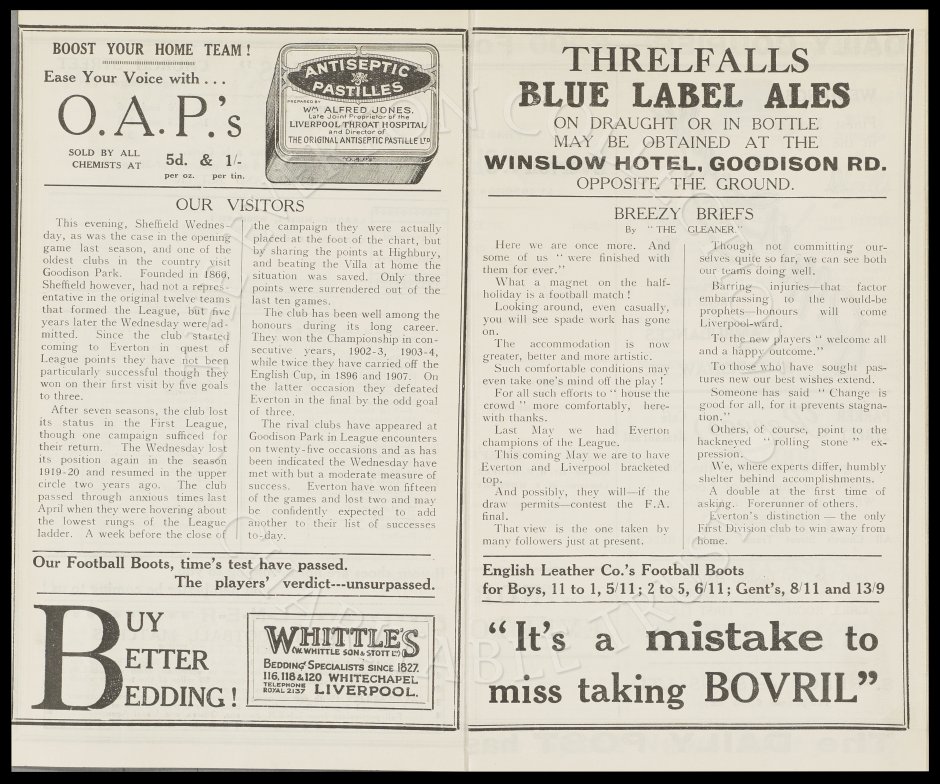 BOOST YOUR HOME TEAM!
Ease Your Voice with . . .
O.A.P.'s
SOLD BY ALL
CHEMISTS AT
5d. & 1/-
per oz. per tin.
ANTISEPTIC
PASTILLES
PREPARED BY
WM ALFRED JONES.
Late Joint Proprietor of the
LIVERPOOL THROAT HOSPITAL
and Director of
THE ORIGINAL ANTISEPTIC PASTILLE LTD
"O.A.P'S"
OUR VISITORS
This evening, Sheffield Wednes-
day, as was the case in the opening
game last season, and one of the
oldest clubs in the country visit
Goodison Park. Founded in 1866,
Sheffield however, had not a repres-
entative in the original twelve teams
that formed the League, but five
years later the Wednesday were ad-
mitted. Since the club started
coming to Everton in quest of
League points they have not been
particularly successful though they
won on their first visit by five goals
to three.
After seven seasons, the club lost
its status in the First League,
though one campaign sufficed for
their return. The Wednesday lost
its position again in the season
1919-20 and resumed in the upper
circle two years ago. The club
passed through anxious times last
April when they were hovering about
the lowest rungs of the League
ladder. A week before the close of
the campaign they were actually
placed at the foot of the chart, but
by sharing the points at Highbury,
and beating the Villa at home the
situation was saved. Only three
points were surrendered out of the
last ten games.
The club has been well among the
honours during its long career.
They won the Championship in con-
secutive years, 1902-3, 1903-4,
while twice they have carried off the
English Cup, in 1896 and 1907. On
the latter occasion they defeated
Everton in the final by the odd goal
of three.
The rival clubs have appeared at
Goodison Park in League encounters
on twenty-five occasions and as has
been indicated the Wednesday have
met with but a moderate measure of
success. Everton have won fifteen
of the games and lost two and may
be confidently expected to add
another to their list of successes
to-day.
Our Football Boots, time's test have passed.
The players' verdict---unsurpassed.
BUY
BETTER
BEDDING!
WHITTLE'S
(W. WHITTLE SON & STOTT LTD)
BEDDING SPECIALISTS SINCE 1827.
116, 118 & 120 WHITECHAPEL
TELEPHONE
ROYAL 2137
LIVERPOOL.
THRELFALLS
BLUE LABEL ALES
ON DRAUGHT OR IN BOTTLE
MAY BE OBTAINED AT THE
WINSLOW HOTEL, GOODISON RD.
OPPOSITE THE GROUND.
BREEZY BRIEFS
By "THE GLEANER."
Here we are once more. And
some of us "were finished with
them for ever."
What a magnet on the half-
holiday is a football match!
Looking around, even casually,
you will see spade work has gone
on.
The accommodation is now
greater, better and more artistic.
Such comfortable conditions may
even take one's mind off the play!
For all such efforts to "house the
crowd" more comfortably, here-
with thanks.
Last May we had Everton
champions of the League.
This coming May we are to have
Everton and Liverpool bracketed
top.
And possibly, they will—if the
draw permits—contest the F.A.
final.
That view is the one taken by
many followers just at present.
Though not committing our-
selves quite so far, we can see both
our teams doing well.
Barring injuries—that factor
embarrassing to the would-be
prophets—honours will come
Liverpool-ward.
To the new players "welcome all
and a happy outcome."
To those who have sought pas-
tures new our best wishes extend.
Someone has said "Change is
good for all, for it prevents stagna-
tion."
Others, of course, point to the
hackneyed "rolling stone" ex-
pression.
We, where experts differ, humbly
shelter behind accomplishments.
A double at the first time of
asking. Forerunner of others.
Everton's distinction—the only
First Division club to win away from
home.
English Leather Co.'s Football Boots
for Boys, 11 to 1, 5/11; 2 to 5, 6/11; Gent's, 8/11 and 13/9
"It's a mistake to
miss taking BOVRIL"